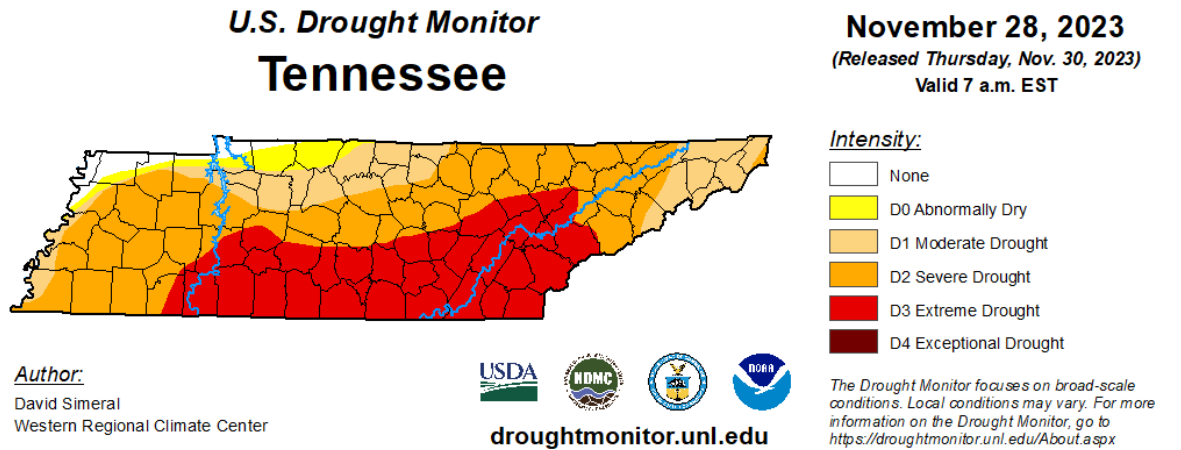 U.S. Drought Monitor
Tennessee
November 28, 2023
(Released Thursday, Nov. 30, 2023)
Valid 7 a.m. EST
Intensity:
None
D0 Abnormally Dry
D1 Moderate Drought
D2 Severe Drought
D3 Extreme Drought
D4 Exceptional Drought
Author:
David Simeral
Western Regional Climate Center
USDA
NDMC
NOAA
droughtmonitor.unl.edu
The Drought Monitor focuses on broad-scale
conditions. Local conditions may vary. For more
information on the Drought Monitor, go to
https://droughtmonitor.unl.edu/About.aspx